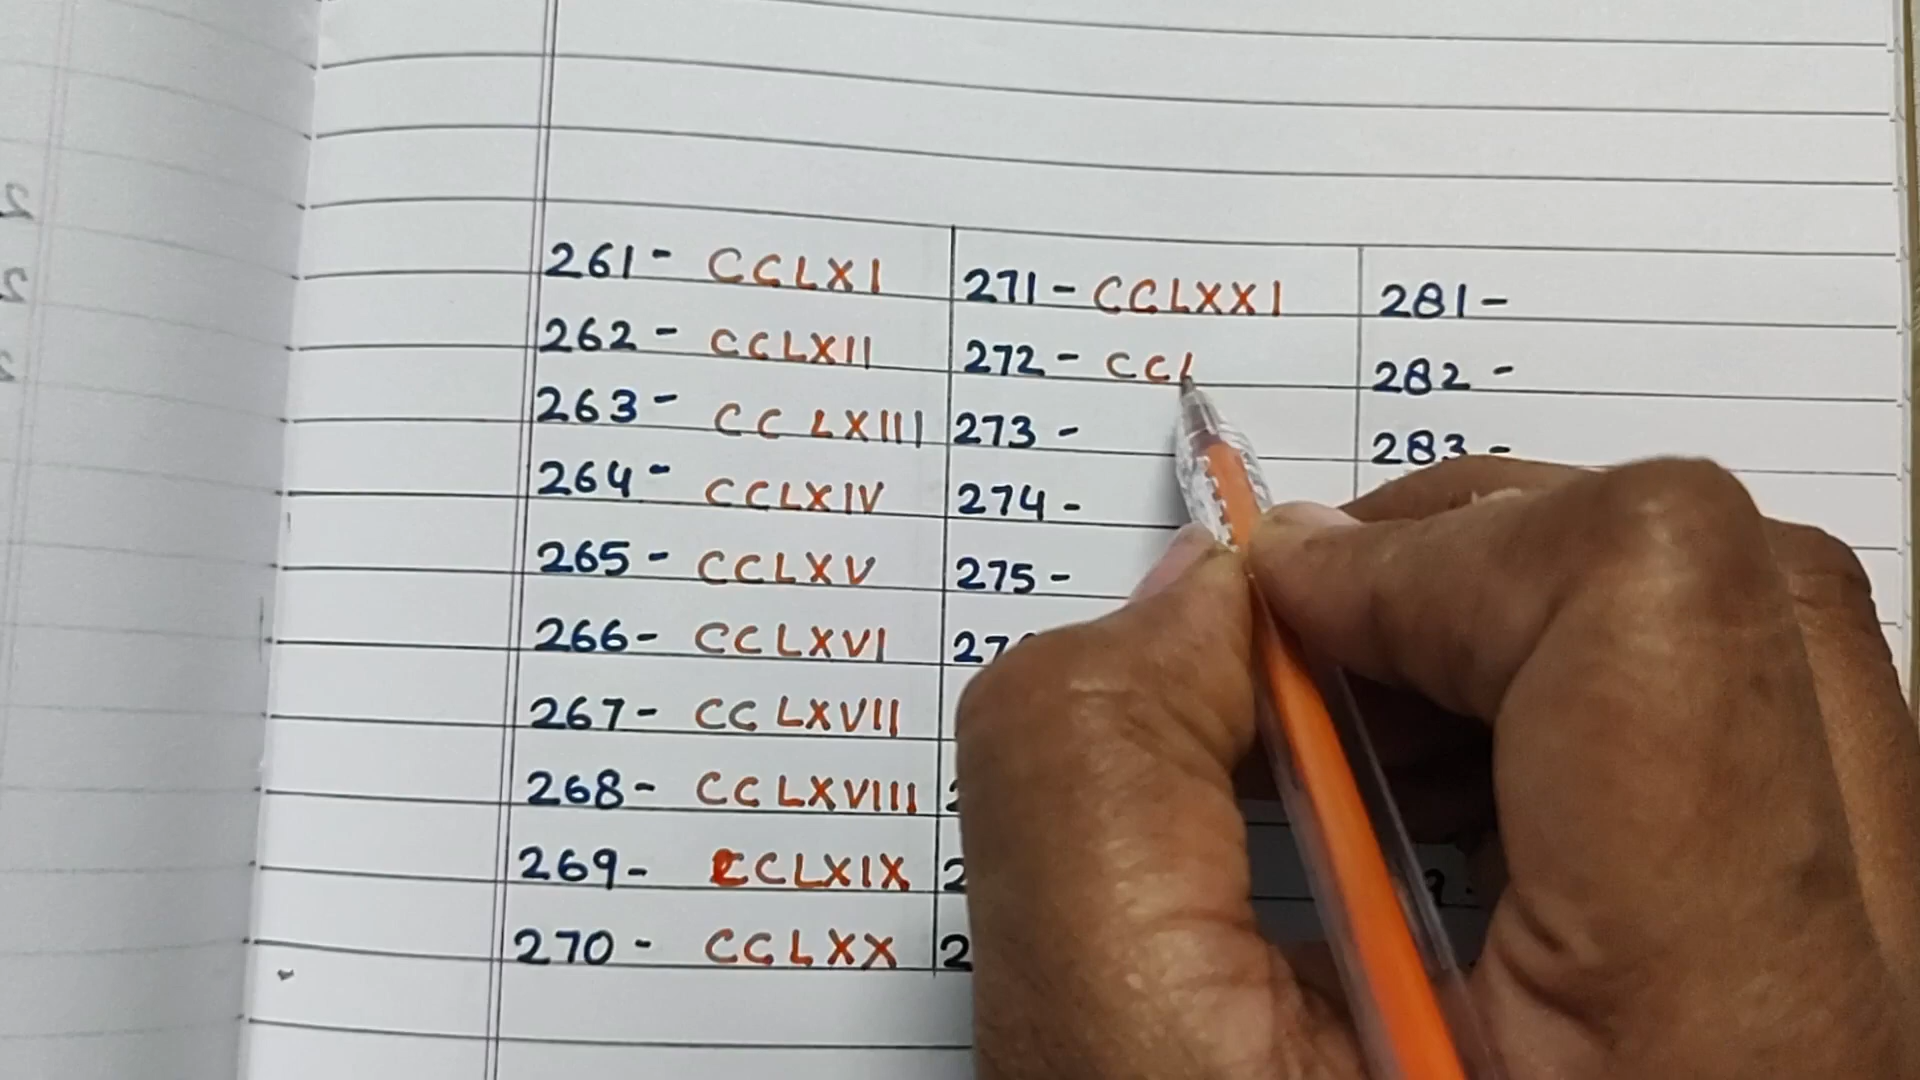 261 - CCLXI
262 - CCLXII
263 - CCLXIII
264 - CCLXIV
265 - CCLXV
266 - CCLXVI
267 - CCLXVII
268 - CCLXVIII
269 - CCLXIX
270 - CCLXX
271 - CCLXXI
272 - CCL
273 -
274 -
275 -
281 -
282 -
283 -